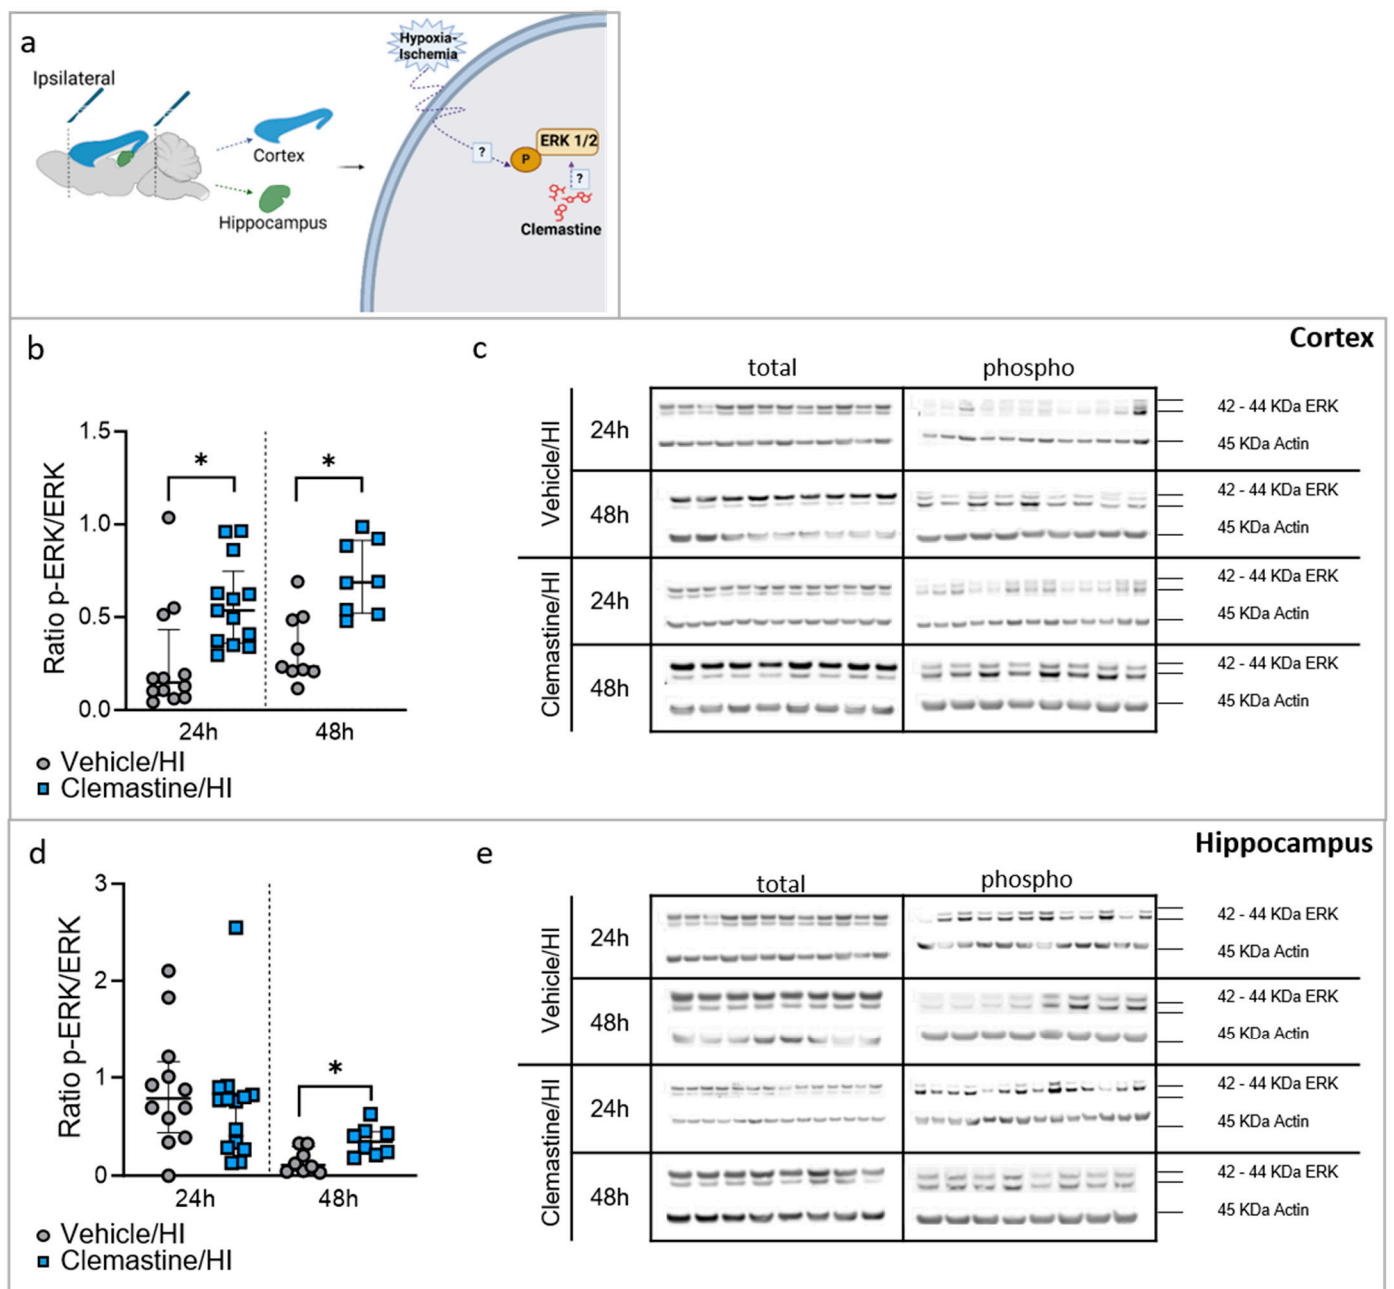 a
Ipsilateral
Cortex
Hippocampus
Hypoxia-
Ischemia
?
P
ERK 1/2
?
Clemastine
b
Ratio p-ERK/ERK
1.5
1.0
0.5
0.0
*
*
24h
48h
Vehicle/HI
Clemastine/HI
c
Cortex
total
phospho
Vehicle/HI
24h
42 - 44 KDa ERK
45 KDa Actin
48h
42 - 44 KDa ERK
45 KDa Actin
Clemastine/HI
24h
42 - 44 KDa ERK
45 KDa Actin
48h
42 - 44 KDa ERK
45 KDa Actin
d
Ratio p-ERK/ERK
3
2
1
0
*
24h
48h
Vehicle/HI
Clemastine/HI
e
Hippocampus
total
phospho
Vehicle/HI
24h
42 - 44 KDa ERK
45 KDa Actin
48h
42 - 44 KDa ERK
45 KDa Actin
Clemastine/HI
24h
42 - 44 KDa ERK
45 KDa Actin
48h
42 - 44 KDa ERK
45 KDa Actin